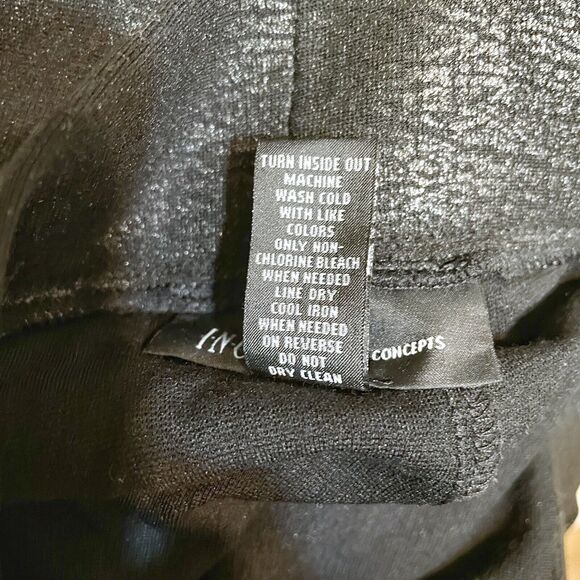 TURN INSIDE OUT
MACHINE
WASH COLD
WITH LIKE
COLORS
ONLY NON-
CHLORINE BLEACH
WHEN NEEDED
LINE DRY
COOL IRON
WHEN NEEDED
ON REVERSE
DO NOT
DRY CLEAN
I·N·C CONCEPTS